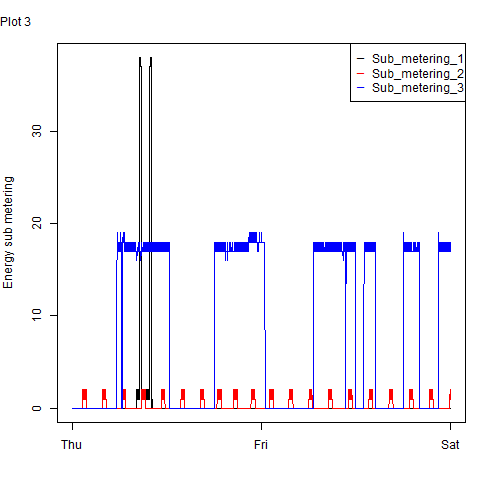 Plot 3
Sub_metering_1
Sub_metering_2
Sub_metering_3
Energy sub metering
30
20
10
0
Thu Fri Sat